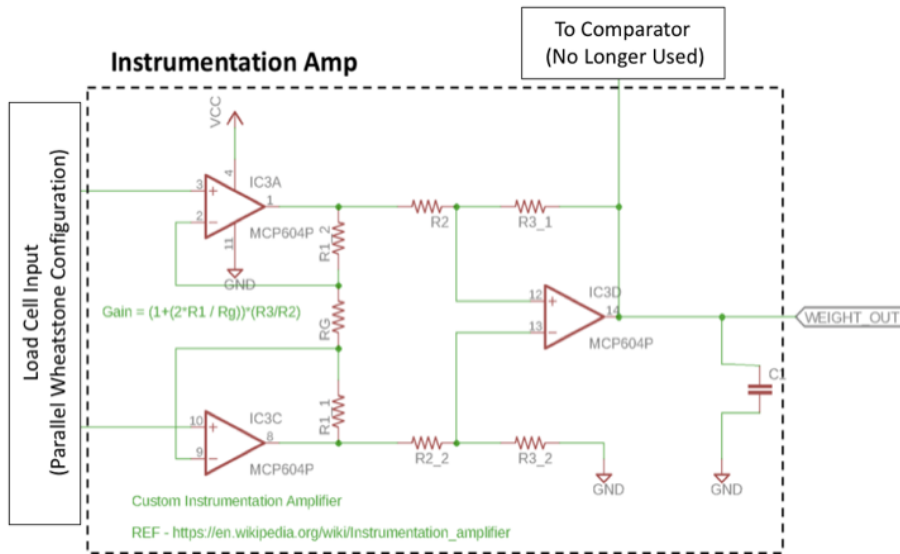 To Comparator
(No Longer Used)
Instrumentation Amp
Load Cell Input
(Parallel Wheatstone Configuration)
VCC
4
IC3A
3
+
1
2
-
MCP604P
11
GND
R1_2
R2
R3_1
Gain = (1+(2*R1 / Rg))*(R3/R2)
RG
12
+
IC3D
14
13
-
MCP604P
WEIGHT_OUT
R1_1
IC3C
10
+
8
9
-
MCP604P
R2_2
R3_2
GND
GND
Custom Instrumentation Amplifier
REF - https://en.wikipedia.org/wiki/Instrumentation_amplifier